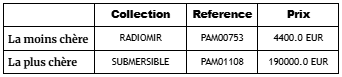 Collection Reference Prix
La moins chère RADIOMIR PAM00753 4400.0 EUR
La plus chère SUBMERSIBLE PAM01108 190000.0 EUR